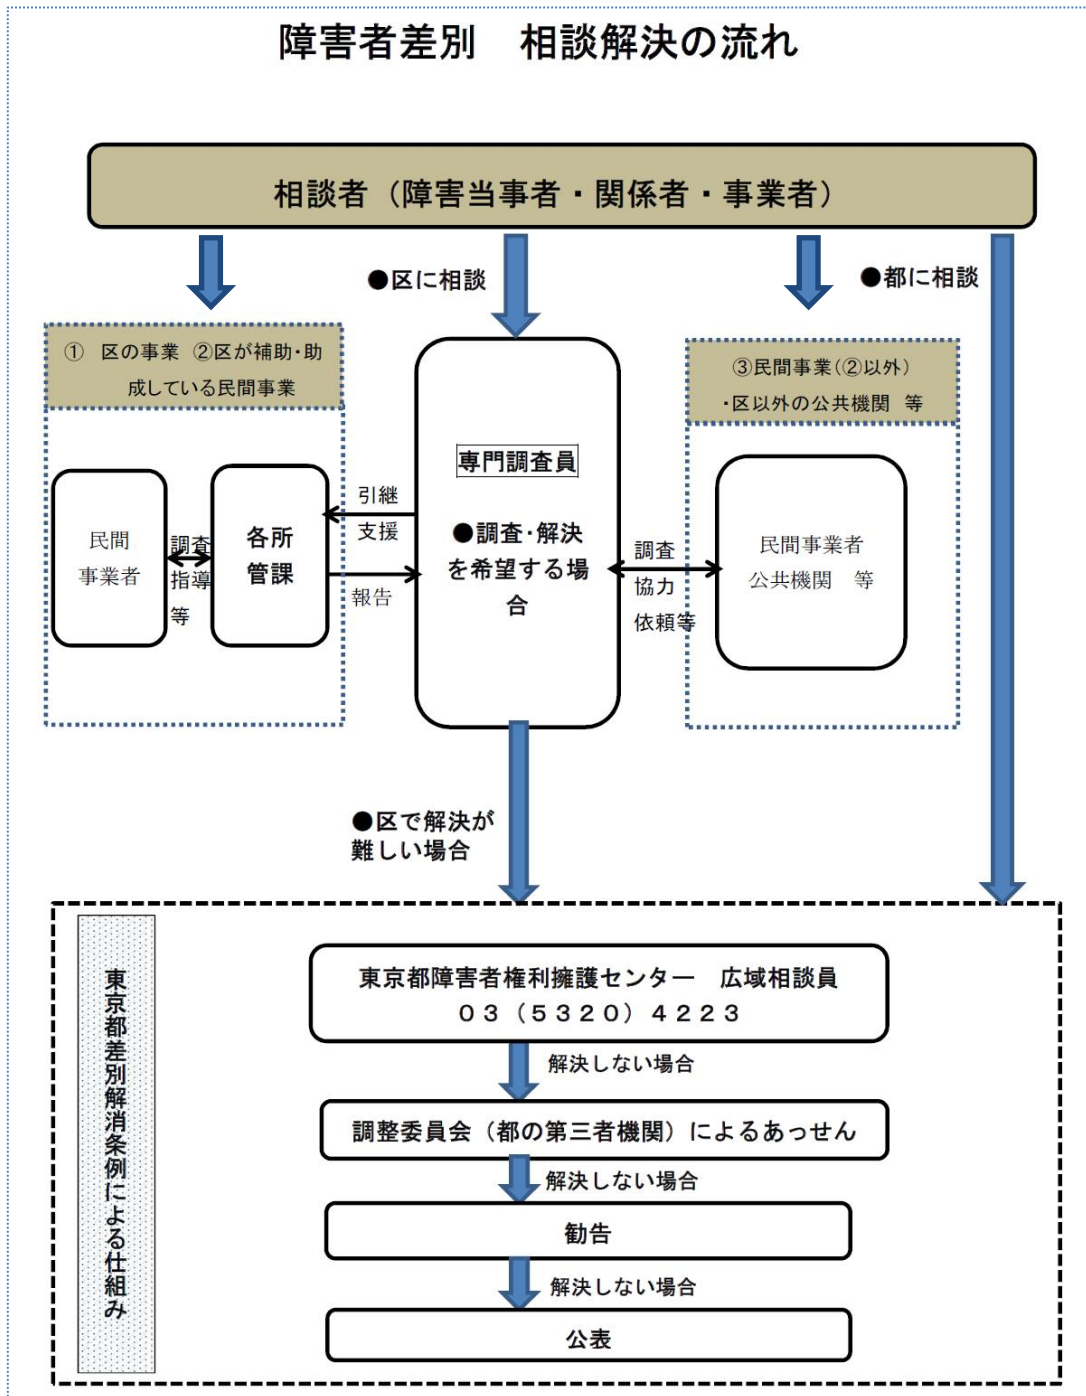 障害者差別　相談解決の流れ
相談者（障害当事者・関係者・事業者）
●区に相談
●都に相談
①　区の事業 ②区が補助・助
成している民間事業
③民間事業（②以外）
・区以外の公共機関 等
民間
事業者
調査
指導
等
各所
管課
引継
支援
報告
専門調査員
●調査・解決
を希望する場
合
調査
協力
依頼等
民間事業者
公共機関　等
●区で解決が
難しい場合
東京都差別解消条例による仕組み
東京都障害者権利擁護センター　広域相談員
０３（５３２０）４２２３
解決しない場合
調整委員会（都の第三者機関）によるあっせん
解決しない場合
勧告
解決しない場合
公表